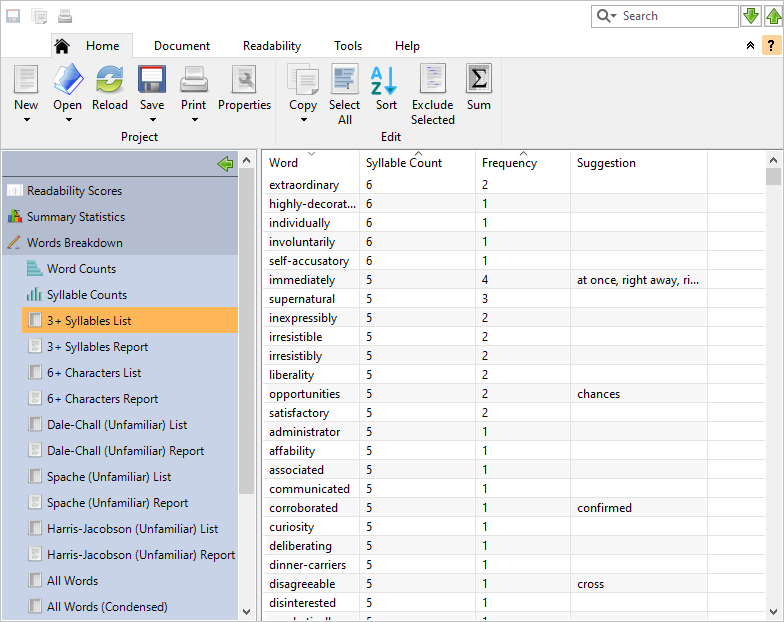 Search
Home Document Readability Tools Help
?
New Open Reload Save Print Properties Copy Select All Sort Exclude Selected Sum
Project Edit
Readability Scores
Summary Statistics
Words Breakdown
Word Counts
Syllable Counts
3+ Syllables List
3+ Syllables Report
6+ Characters List
6+ Characters Report
Dale-Chall (Unfamiliar) List
Dale-Chall (Unfamiliar) Report
Spache (Unfamiliar) List
Spache (Unfamiliar) Report
Harris-Jacobson (Unfamiliar) List
Harris-Jacobson (Unfamiliar) Report
All Words
All Words (Condensed)
Word Syllable Count Frequency Suggestion
extraordinary 6 2
highly-decorat... 6 1
individually 6 1
involuntarily 6 1
self-accusatory 6 1
immediately 5 4 at once, right away, ri...
supernatural 5 3
inexpressibly 5 2
irresistible 5 2
irresistibly 5 2
liberality 5 2
opportunities 5 2 chances
satisfactory 5 2
administrator 5 1
affability 5 1
associated 5 1
communicated 5 1
corroborated 5 1 confirmed
curiosity 5 1
deliberating 5 1
dinner-carriers 5 1
disagreeable 5 1 cross
disinterested 5 1